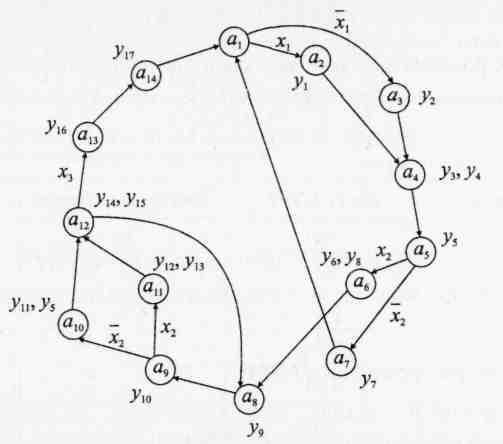 x̄₁
y₁₇
a₁
x₁
a₂
a₁₄
y₁
a₃
y₂
y₁₆
a₁₃
x₃
a₄
y₃, y₄
y₁₄, y₁₅
a₁₂
y₅
y₆, y₈
x₂
a₅
y₁₂, y₁₃
a₆
a₁₁
y₁₁, y₅
x̄₂
a₁₀
x̄₂
x₂
a₇
a₉
y₇
y₁₀
a₈
y₉